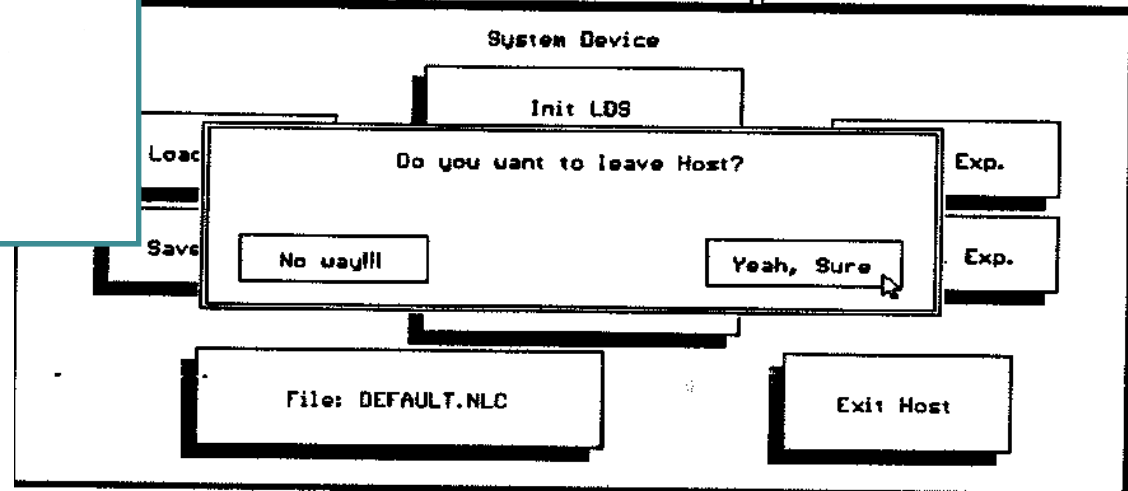 System Device
Init LDS
Do you want to leave Host?
Load
Exp.
No way!!!
Yeah, Sure
Save
Exp.
File: DEFAULT.NLC
Exit Host